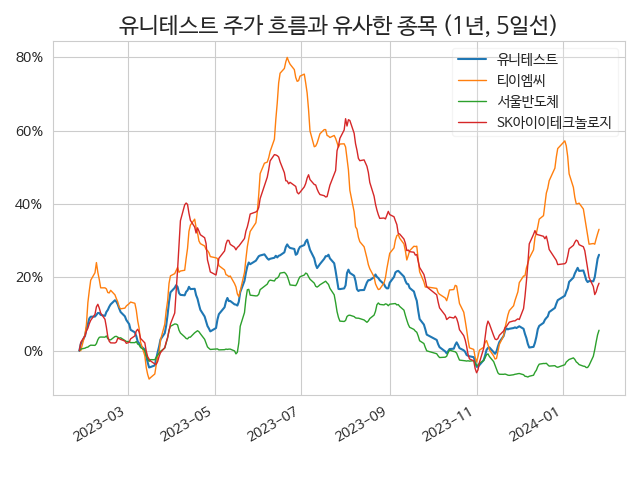 유니테스트 주가 흐름과 유사한 종목 (1년, 5일선)
유니테스트
티이엠씨
서울반도체
SK아이이테크놀로지
80%
60%
40%
20%
0%
2023-03
2023-05
2023-07
2023-09
2023-11
2024-01